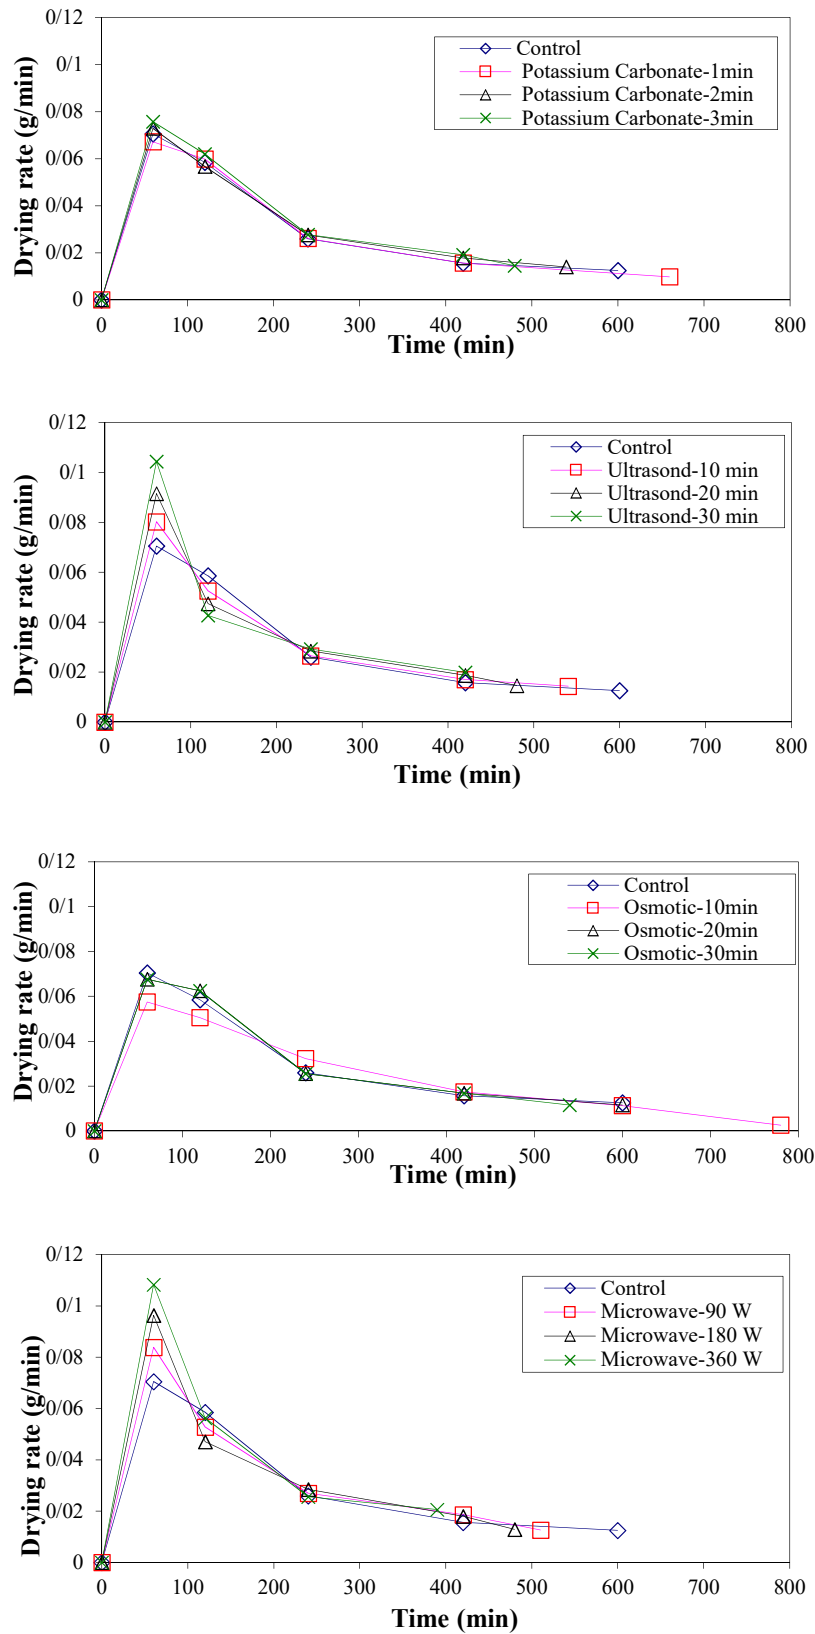 0/12
0/1
0/08
0/06
0/04
0/02
0
0 100 200 300 400 500 600 700 800
Drying rate (g/min)
Time (min)
Control
Potassium Carbonate-1min
Potassium Carbonate-2min
Potassium Carbonate-3min
0/12
0/1
0/08
0/06
0/04
0/02
0
0 100 200 300 400 500 600 700 800
Drying rate (g/min)
Time (min)
Control
Ultrasond-10 min
Ultrasond-20 min
Ultrasond-30 min
0/12
0/1
0/08
0/06
0/04
0/02
0
0 100 200 300 400 500 600 700 800
Drying rate (g/min)
Time (min)
Control
Osmotic-10min
Osmotic-20min
Osmotic-30min
0/12
0/1
0/08
0/06
0/04
0/02
0
0 100 200 300 400 500 600 700 800
Drying rate (g/min)
Time (min)
Control
Microwave-90 W
Microwave-180 W
Microwave-360 W